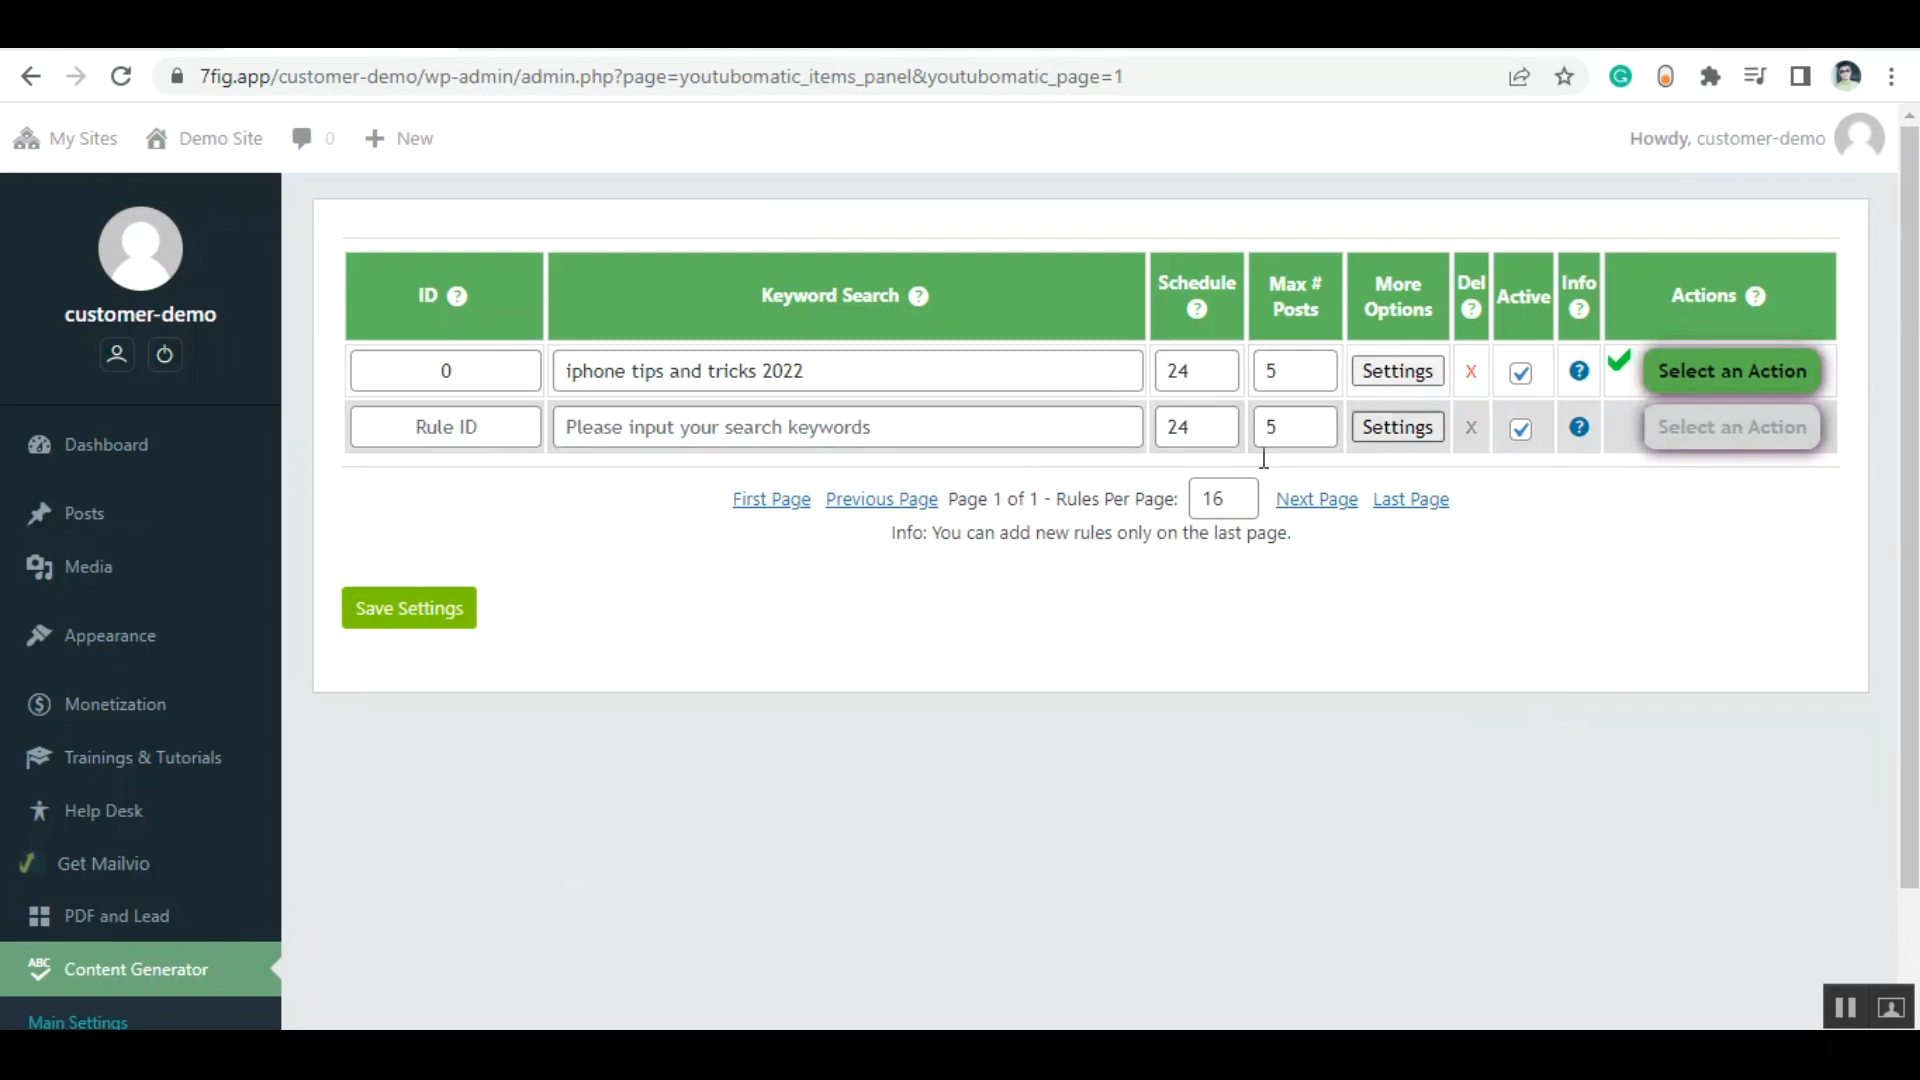 7fig.app/customer-demo/wp-admin/admin.php?page=youtubomatic_items_panel&youtubomatic_page=1
My Sites Demo Site 0 New
Howdy, customer-demo
customer-demo
Dashboard
Posts
Media
Appearance
Monetization
Trainings & Tutorials
Help Desk
Get Mailvio
PDF and Lead
ABC Content Generator
Main Settings
ID ? Keyword Search ? Schedule ? Max # Posts More Options Del ? Active Info ? Actions ?
0 iphone tips and tricks 2022 24 5 Settings X ? Select an Action
Rule ID Please input your search keywords 24 5 Settings X ? Select an Action
First Page Previous Page Page 1 of 1 - Rules Per Page: 16 Next Page Last Page
Info: You can add new rules only on the last page.
Save Settings